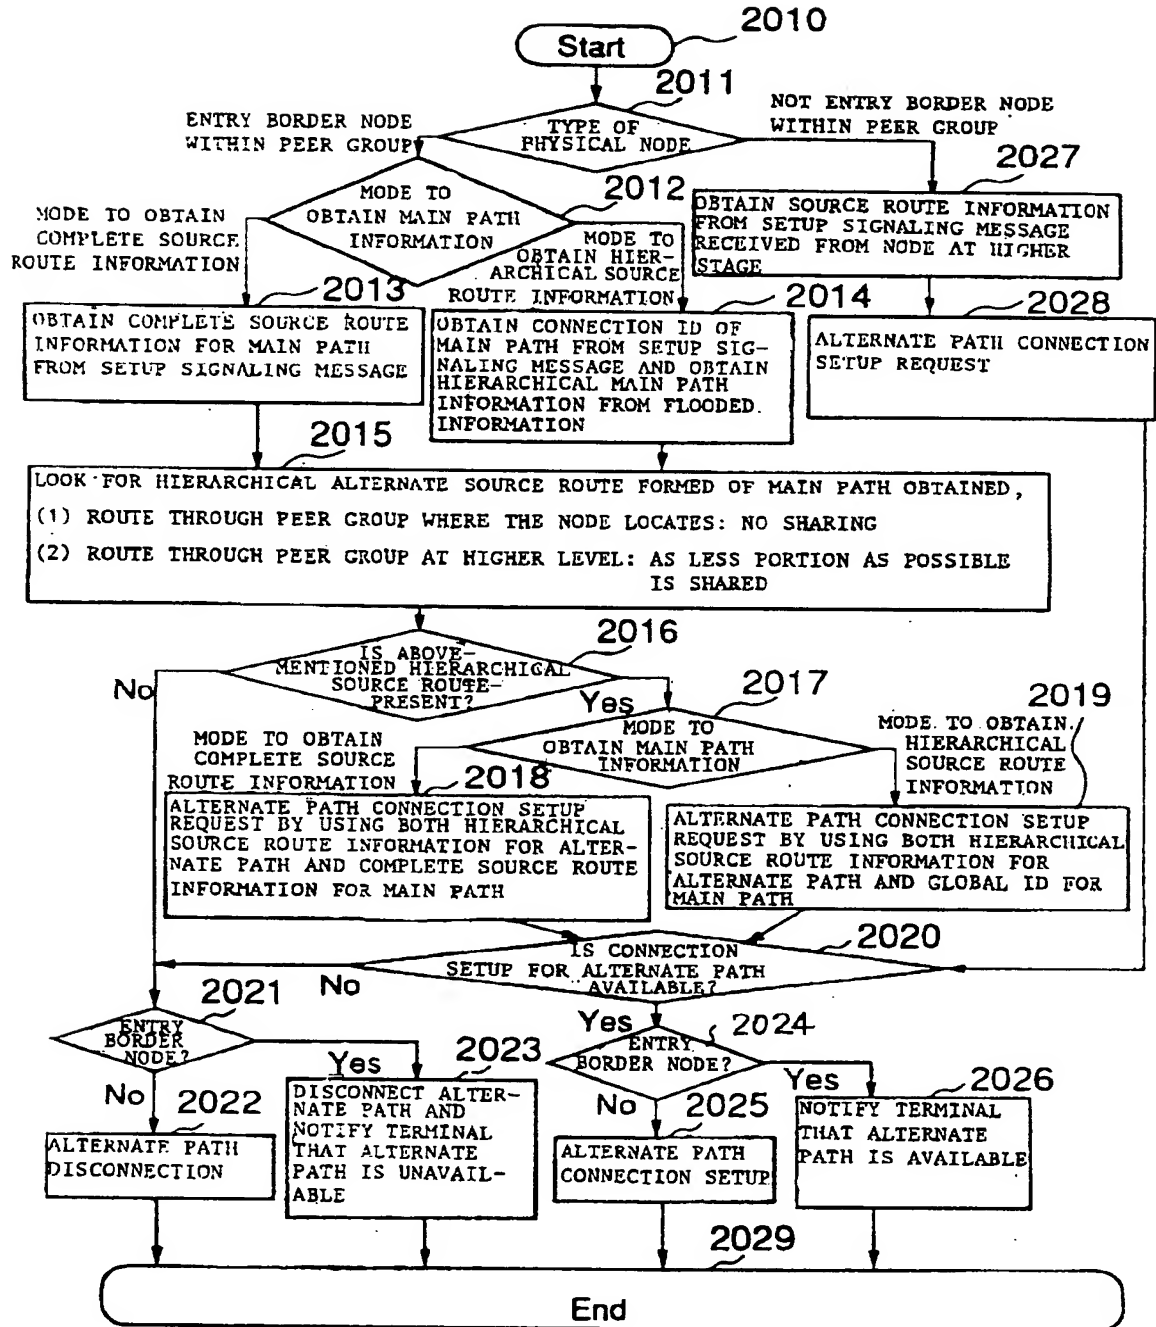 2010
Start
2011
ENTRY BORDER NODE
WITHIN PEER GROUP
TYPE OF
PHYSICAL NODE
NOT ENTRY BORDER NODE
WITHIN PEER GROUP
2012
MODE TO
OBTAIN MAIN PATH
INFORMATION
2027
OBTAIN SOURCE ROUTE INFORMATION
FROM SETUP SIGNALING MESSAGE
RECEIVED FROM NODE AT HIGHER
STAGE
MODE TO OBTAIN
COMPLETE SOURCE
ROUTE INFORMATION
MODE TO
OBTAIN HIER-
ARCHICAL SOURCE
ROUTE INFORMATION
2013
OBTAIN COMPLETE SOURCE ROUTE
INFORMATION FOR MAIN PATH
FROM SETUP SIGNALING MESSAGE
2014
OBTAIN CONNECTION ID OF
MAIN PATH FROM SETUP SIG-
NALING MESSAGE AND OBTAIN
HIERARCHICAL MAIN PATH
INFORMATION FROM FLOODED
INFORMATION
2028
ALTERNATE PATH CONNECTION
SETUP REQUEST
2015
LOOK FOR HIERARCHICAL ALTERNATE SOURCE ROUTE FORMED OF MAIN PATH OBTAINED,
(1) ROUTE THROUGH PEER GROUP WHERE THE NODE LOCATES: NO SHARING
(2) ROUTE THROUGH PEER GROUP AT HIGHER LEVEL: AS LESS PORTION AS POSSIBLE
IS SHARED
2016
IS ABOVE-
MENTIONED HIERARCHICAL
SOURCE ROUTE
PRESENT?
No
Yes
2017
MODE TO
OBTAIN MAIN PATH
INFORMATION
2019
MODE TO OBTAIN
COMPLETE SOURCE
ROUTE INFORMATION
MODE TO OBTAIN
HIERARCHICAL
SOURCE ROUTE
INFORMATION
2018
ALTERNATE PATH CONNECTION SETUP
REQUEST BY USING BOTH HIERARCHICAL
SOURCE ROUTE INFORMATION FOR ALTER-
NATE PATH AND COMPLETE SOURCE ROUTE
INFORMATION FOR MAIN PATH
ALTERNATE PATH CONNECTION SETUP
REQUEST BY USING BOTH HIERARCHICAL
SOURCE ROUTE INFORMATION FOR
ALTERNATE PATH AND GLOBAL ID FOR
MAIN PATH
2020
IS CONNECTION
SETUP FOR ALTERNATE PATH
AVAILABLE?
No
Yes
2021
ENTRY
BORDER
NODE?
Yes
No
2022
ALTERNATE PATH
DISCONNECTION
2023
DISCONNECT ALTER-
NATE PATH AND
NOTIFY TERMINAL
THAT ALTERNATE
PATH IS UNAVAIL-
ABLE
2024
ENTRY
BORDER NODE?
Yes
No
2025
ALTERNATE PATH
CONNECTION SETUP
2026
NOTIFY TERMINAL
THAT ALTERNATE
PATH IS AVAILABLE
2029
End